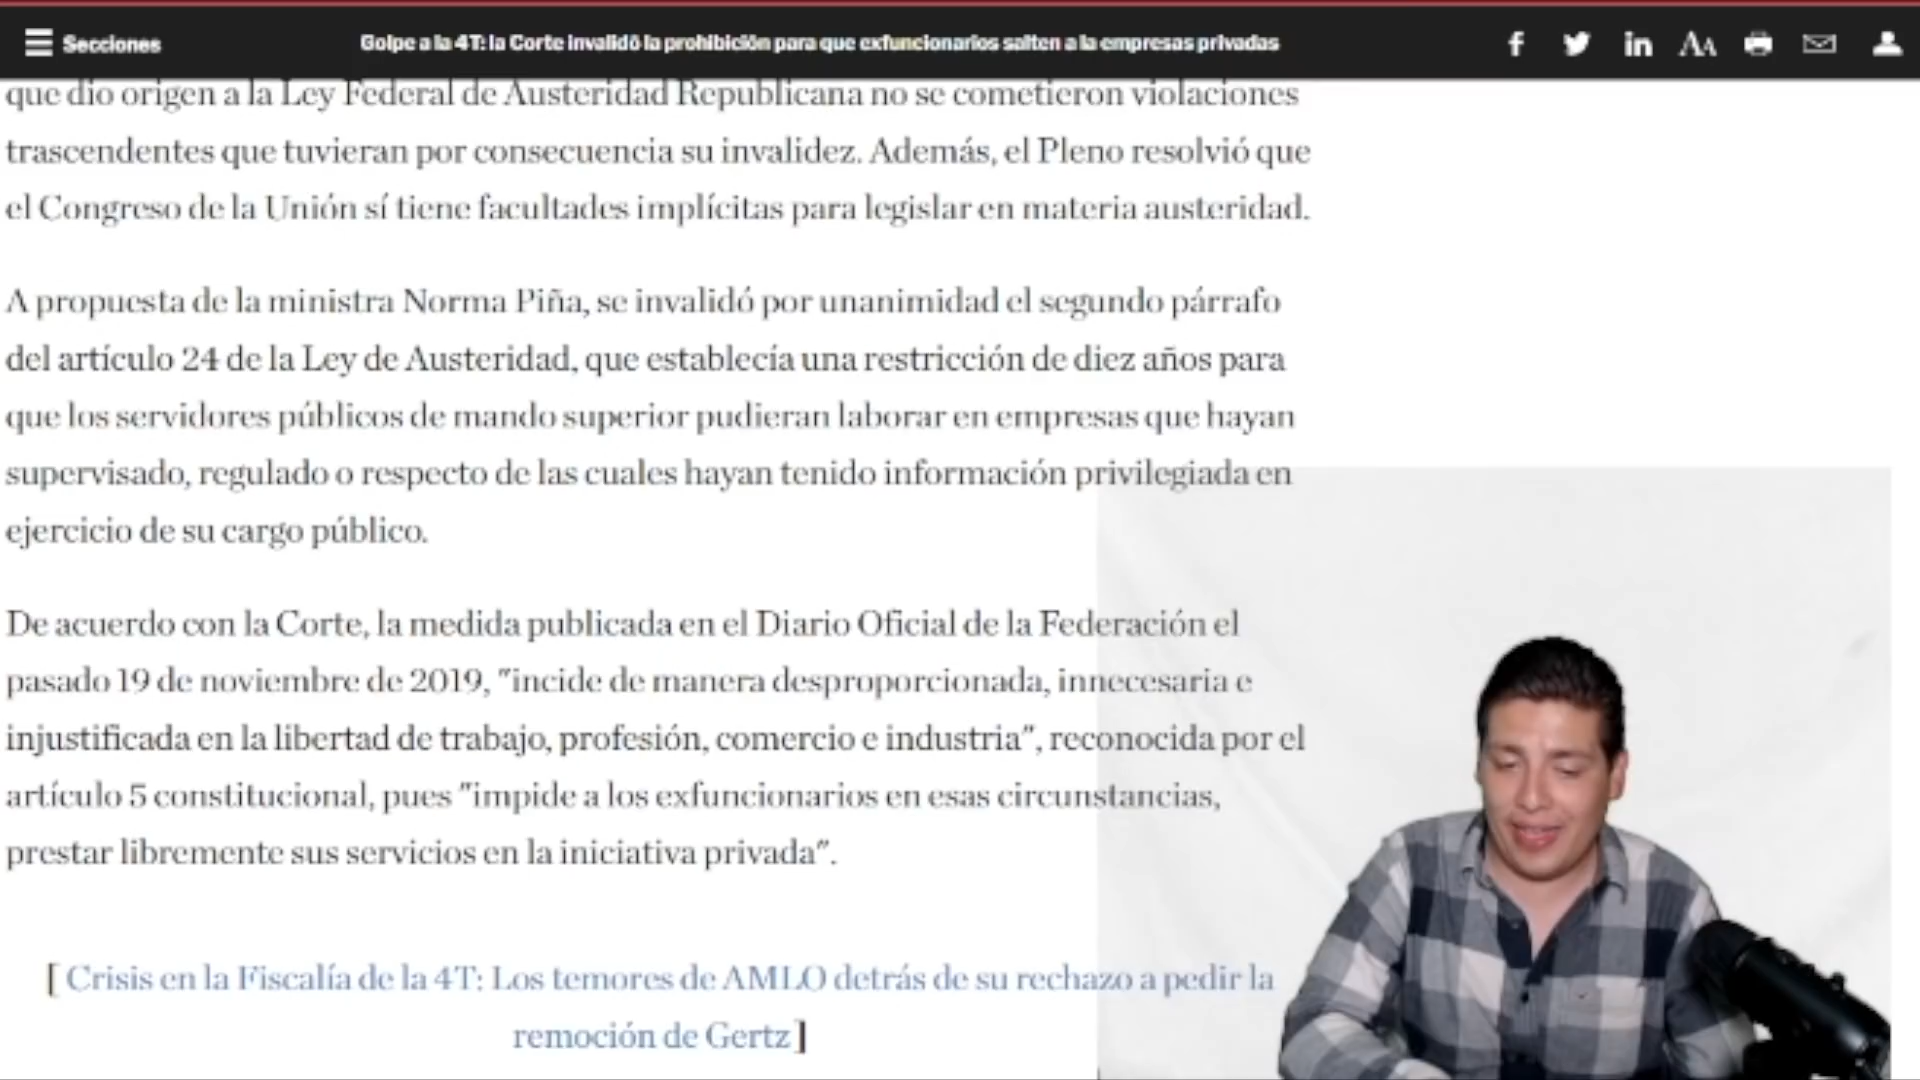 Secciones
Golpe a la 4T: la Corte invalidó la prohibición para que exfuncionarios salten a la empresas privadas
que dio origen a la Ley Federal de Austeridad Republicana no se cometieron violaciones
trascendentes que tuvieran por consecuencia su invalidez. Además, el Pleno resolvió que
el Congreso de la Unión sí tiene facultades implícitas para legislar en materia austeridad.
A propuesta de la ministra Norma Piña, se invalidó por unanimidad el segundo párrafo
del artículo 24 de la Ley de Austeridad, que establecía una restricción de diez años para
que los servidores públicos de mando superior pudieran laborar en empresas que hayan
supervisado, regulado o respecto de las cuales hayan tenido información privilegiada en
ejercicio de su cargo público.
De acuerdo con la Corte, la medida publicada en el Diario Oficial de la Federación el
pasado 19 de noviembre de 2019, "incide de manera desproporcionada, innecesaria e
injustificada en la libertad de trabajo, profesión, comercio e industria", reconocida por el
artículo 5 constitucional, pues "impide a los exfuncionarios en esas circunstancias,
prestar libremente sus servicios en la iniciativa privada".
[ Crisis en la Fiscalía de la 4T: Los temores de AMLO detrás de su rechazo a pedir la
remoción de Gertz ]